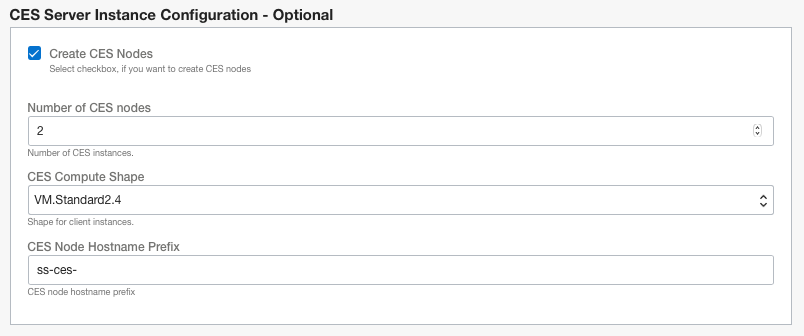 CES Server Instance Configuration - Optional
Create CES Nodes
Select checkbox, if you want to create CES nodes
Number of CES nodes
2
Number of CES instances.
CES Compute Shape
VM.Standard2.4
Shape for client instances.
CES Node Hostname Prefix
ss-ces-
CES node hostname prefix